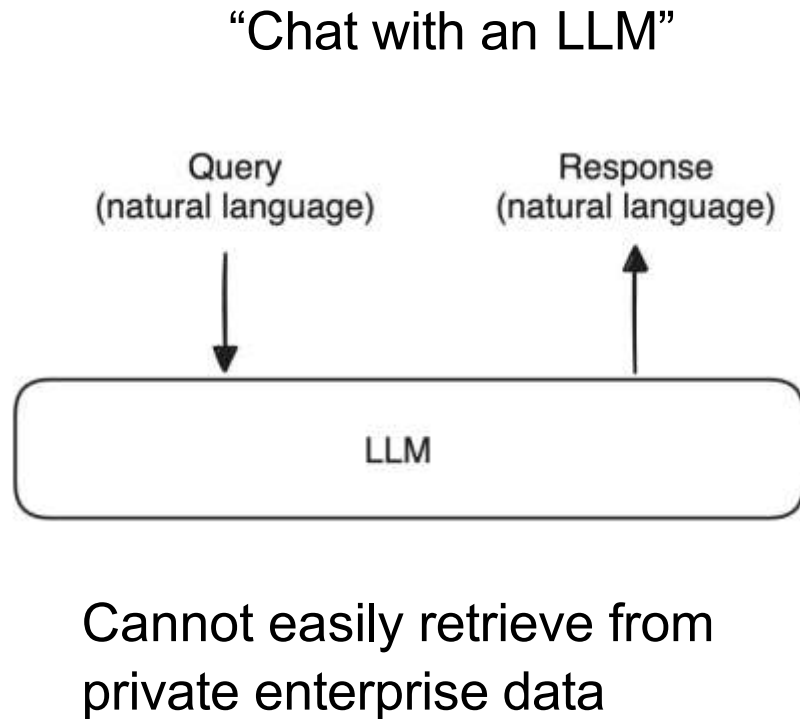 “Chat with an LLM”
Query
(natural language)
Response
(natural language)
LLM
Cannot easily retrieve from
private enterprise data